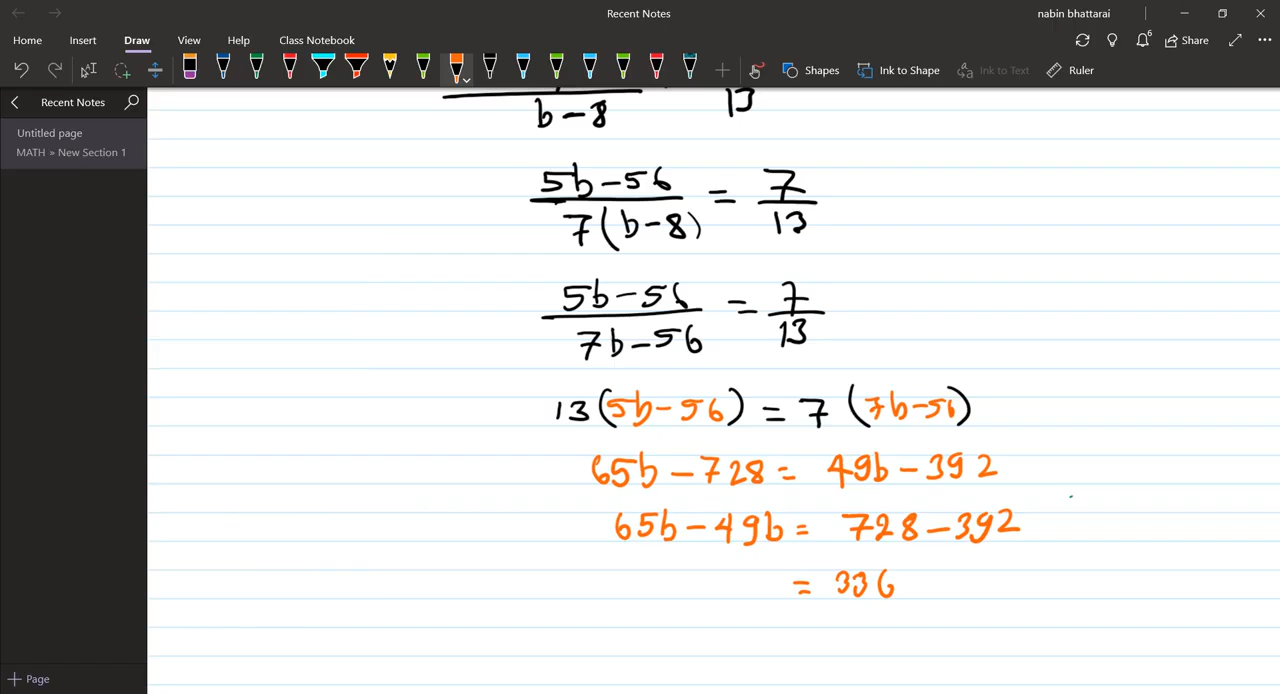 Recent Notes
nabin bhattarai
Home Insert Draw View Help Class Notebook
6 Share
Shapes Ink to Shape Ink to Text Ruler
Recent Notes
Untitled page
MATH » New Section 1
b-8 13
5b-56 = 7
7(b-8) 13
5b-56 = 7
7b-56 13
13(5b-56) = 7(7b-56)
65b-728 = 49b-392
65b-49b = 728-392
= 336
Page